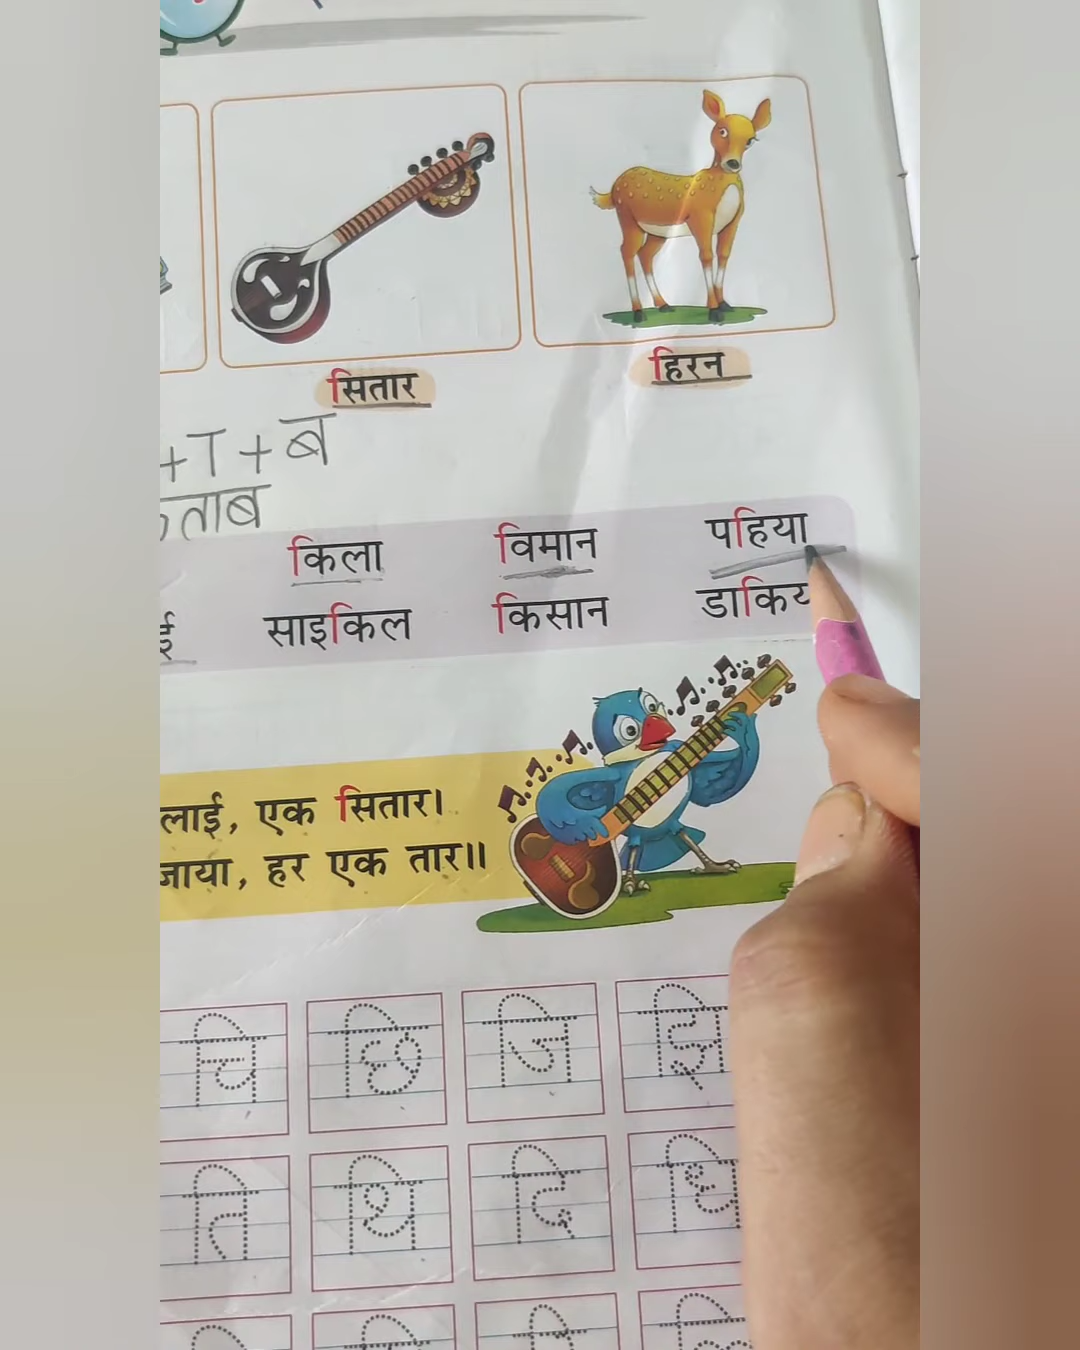 सितार
हिरन
+ा+ब
ताब
किला विमान पहिया
ई साइकिल किसान डाकिय
लाई, एक सितार।
जाया, हर एक तार॥
चि छि जि झि
ति थि दि धि